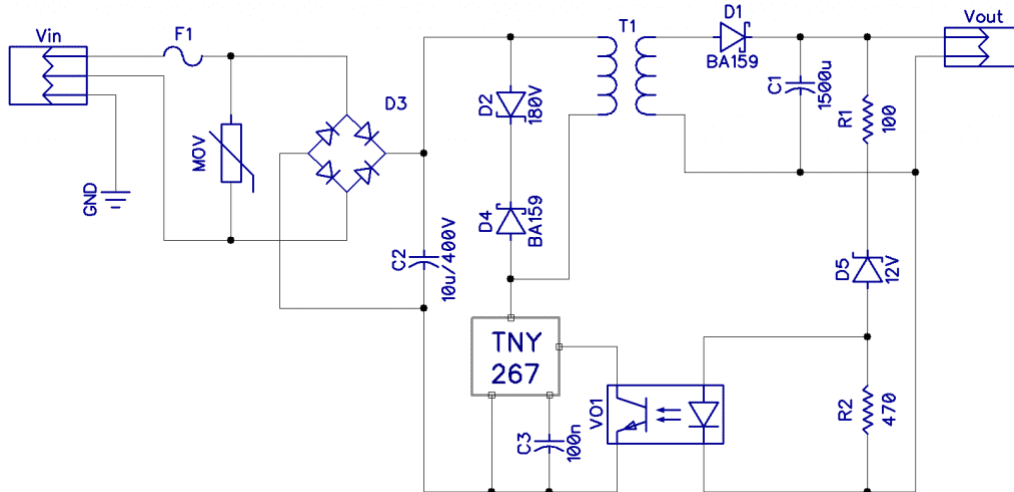 Vin
F1
GND
MOV
D3
C2
10u/400V
D2
180V
D4
BA159
TNY
267
C3
100n
VO1
T1
D1
BA159
C1
1500u
R1
100
D5
12V
R2
470
Vout